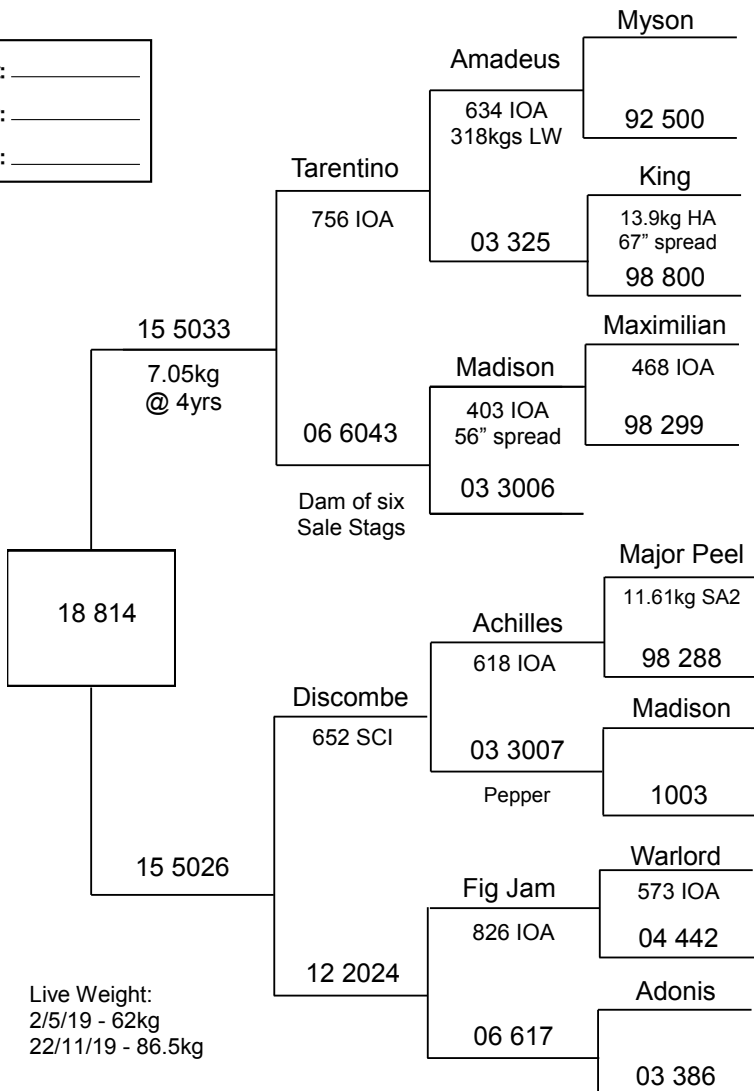 : 
: 
: 
Myson
Amadeus
634 IOA
318kgs LW
92 500
Tarentino
756 IOA
King
13.9kg HA
67” spread
03 325
98 800
15 5033
7.05kg
@ 4yrs
Maximilian
468 IOA
Madison
403 IOA
56” spread
98 299
06 6043
03 3006
Dam of six
Sale Stags
18 814
Major Peel
11.61kg SA2
Achilles
618 IOA
98 288
Discombe
652 SCI
Madison
03 3007
Pepper
1003
15 5026
Warlord
573 IOA
Fig Jam
826 IOA
04 442
12 2024
Adonis
06 617
03 386
Live Weight:
2/5/19 - 62kg
22/11/19 - 86.5kg